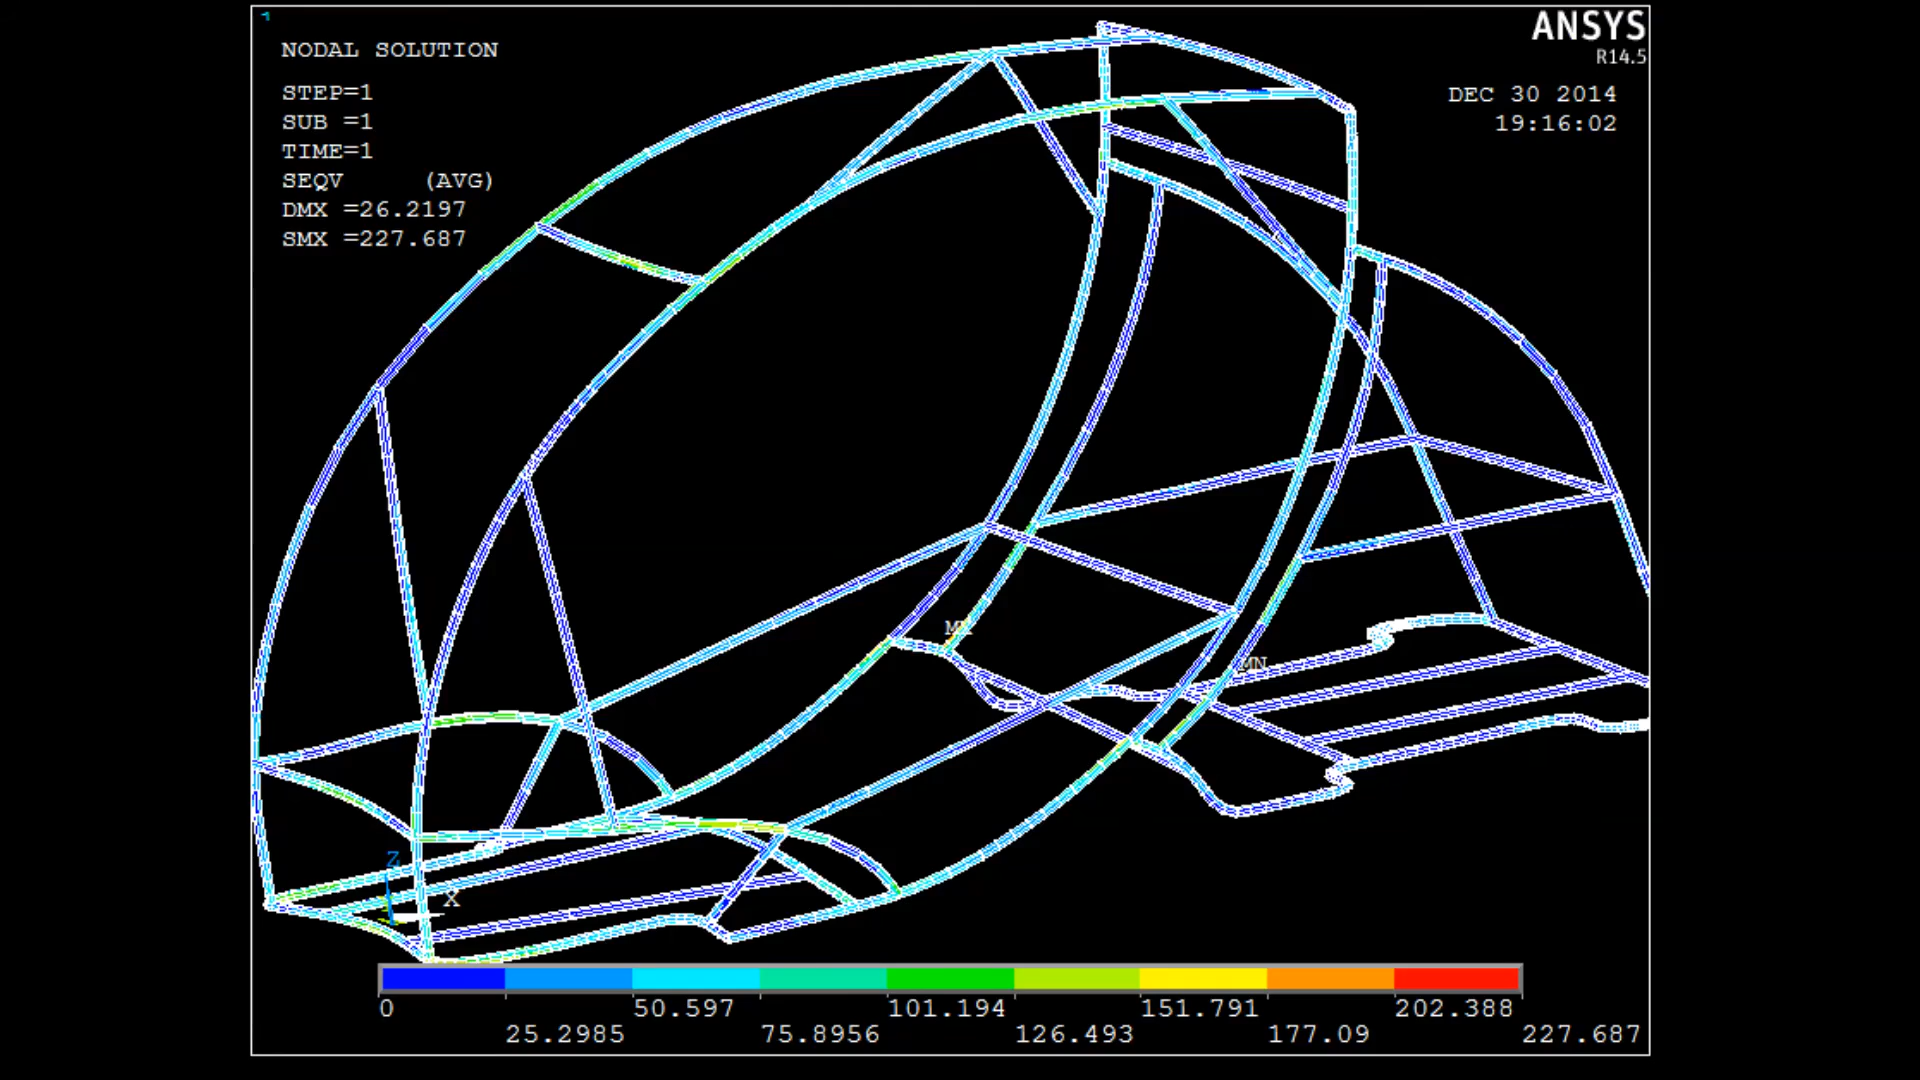 1
ANSYS
R14.5
NODAL SOLUTION
DEC 30 2014
19:16:02
STEP=1
SUB =1
TIME=1
SEQV (AVG)
DMX =26.2197
SMX =227.687
MX
MN
Z
X
0 50.597 101.194 151.791 202.388
25.2985 75.8956 126.493 177.09 227.687